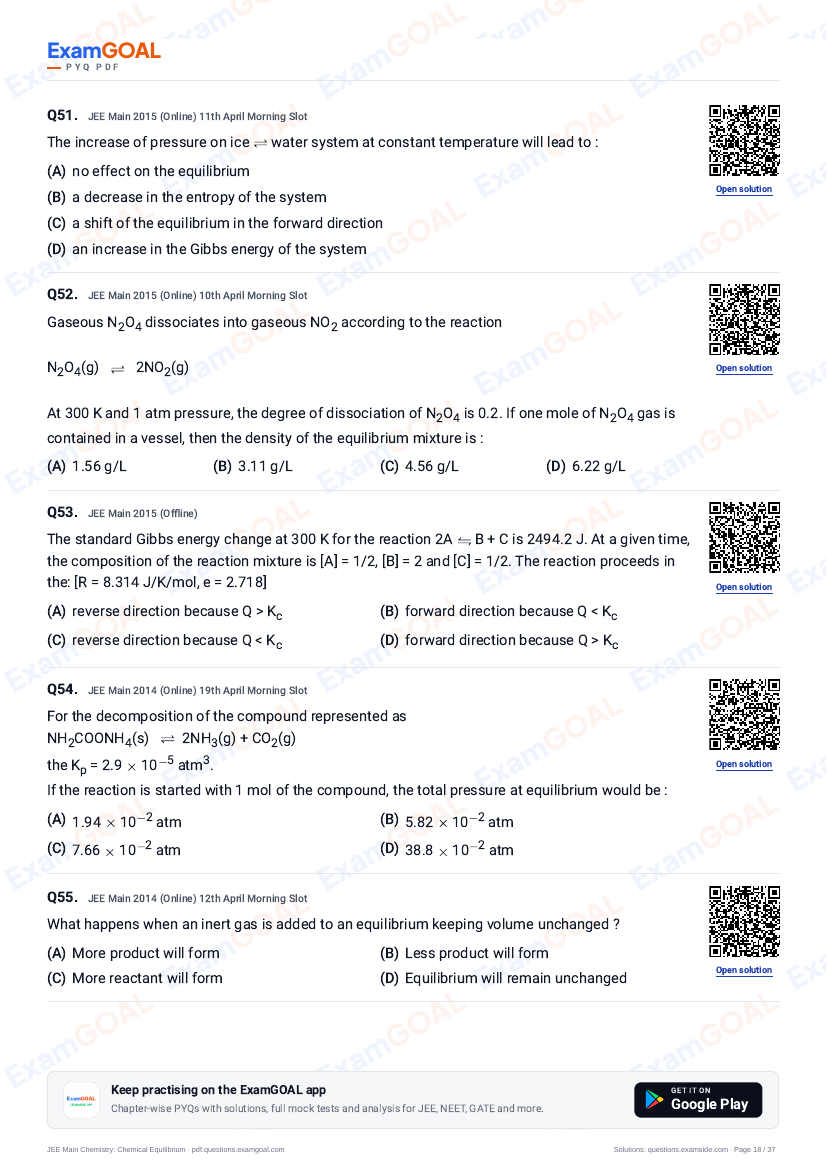 ExamGOAL
PYQ PDF
Q51. JEE Main 2015 (Online) 11th April Morning Slot
The increase of pressure on ice ⇌ water system at constant temperature will lead to :
(A) no effect on the equilibrium
(B) a decrease in the entropy of the system
(C) a shift of the equilibrium in the forward direction
(D) an increase in the Gibbs energy of the system
Open solution
Q52. JEE Main 2015 (Online) 10th April Morning Slot
Gaseous N₂O₄ dissociates into gaseous NO₂ according to the reaction
N₂O₄(g) ⇌ 2NO₂(g)
At 300 K and 1 atm pressure, the degree of dissociation of N₂O₄ is 0.2. If one mole of N₂O₄ gas is
contained in a vessel, then the density of the equilibrium mixture is :
(A) 1.56 g/L (B) 3.11 g/L (C) 4.56 g/L (D) 6.22 g/L
Open solution
Q53. JEE Main 2015 (Offline)
The standard Gibbs energy change at 300 K for the reaction 2A ⇋ B + C is 2494.2 J. At a given time,
the composition of the reaction mixture is [A] = 1/2, [B] = 2 and [C] = 1/2. The reaction proceeds in
the: [R = 8.314 J/K/mol, e = 2.718]
(A) reverse direction because Q > K_c (B) forward direction because Q < K_c
(C) reverse direction because Q < K_c (D) forward direction because Q > K_c
Open solution
Q54. JEE Main 2014 (Online) 19th April Morning Slot
For the decomposition of the compound represented as
NH₂COONH₄(s) ⇌ 2NH₃(g) + CO₂(g)
the K_p = 2.9 × 10⁻⁵ atm³.
If the reaction is started with 1 mol of the compound, the total pressure at equilibrium would be :
(A) 1.94 × 10⁻² atm (B) 5.82 × 10⁻² atm
(C) 7.66 × 10⁻² atm (D) 38.8 × 10⁻² atm
Open solution
Q55. JEE Main 2014 (Online) 12th April Morning Slot
What happens when an inert gas is added to an equilibrium keeping volume unchanged ?
(A) More product will form (B) Less product will form
(C) More reactant will form (D) Equilibrium will remain unchanged
Open solution
ExamGOAL
Keep practising on the ExamGOAL app
Chapter-wise PYQs with solutions, full mock tests and analysis for JEE, NEET, GATE and more.
GET IT ON
Google Play
JEE Main Chemistry: Chemical Equilibrium · pdf.questions.examgoal.com
Solutions: questions.examside.com · Page 18 / 37